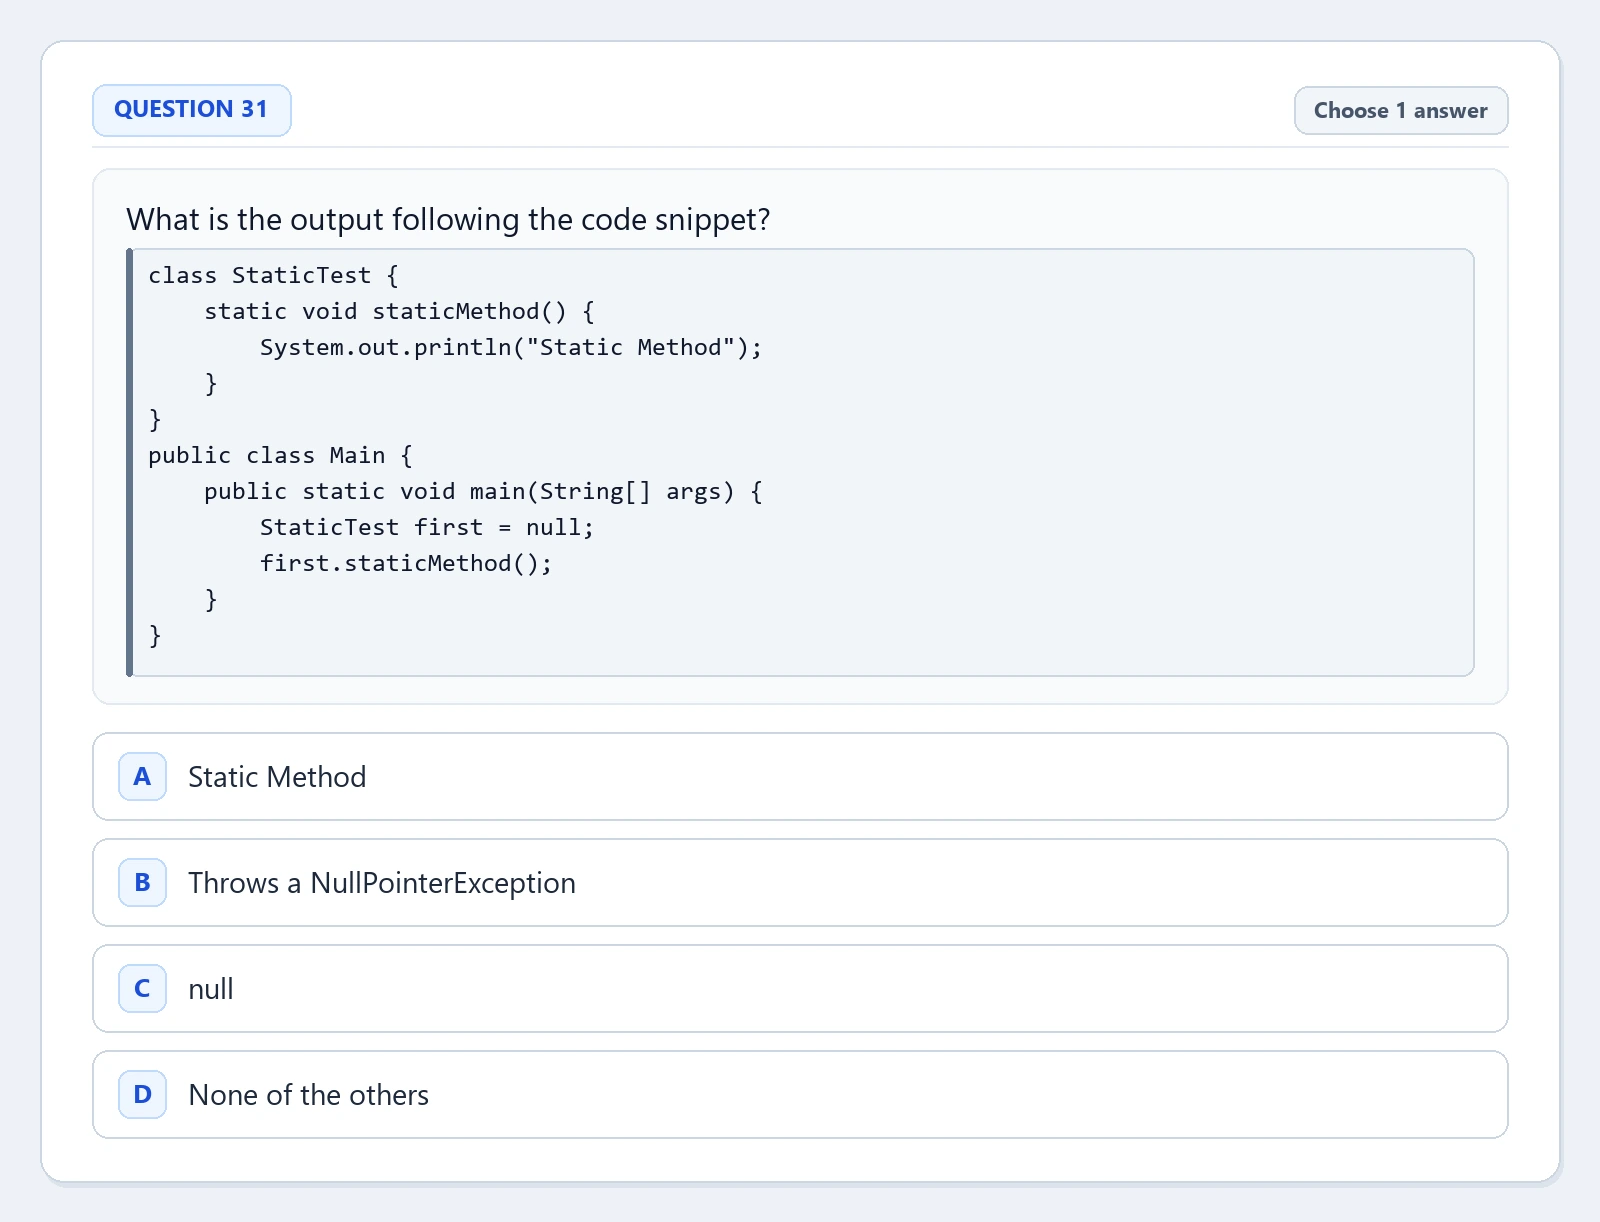 QUESTION 31
Choose 1 answer
What is the output following the code snippet?
class StaticTest {
    static void staticMethod() {
        System.out.println("Static Method");
    }
}
public class Main {
    public static void main(String[] args) {
        StaticTest first = null;
        first.staticMethod();
    }
}
A Static Method
B Throws a NullPointerException
C null
D None of the others